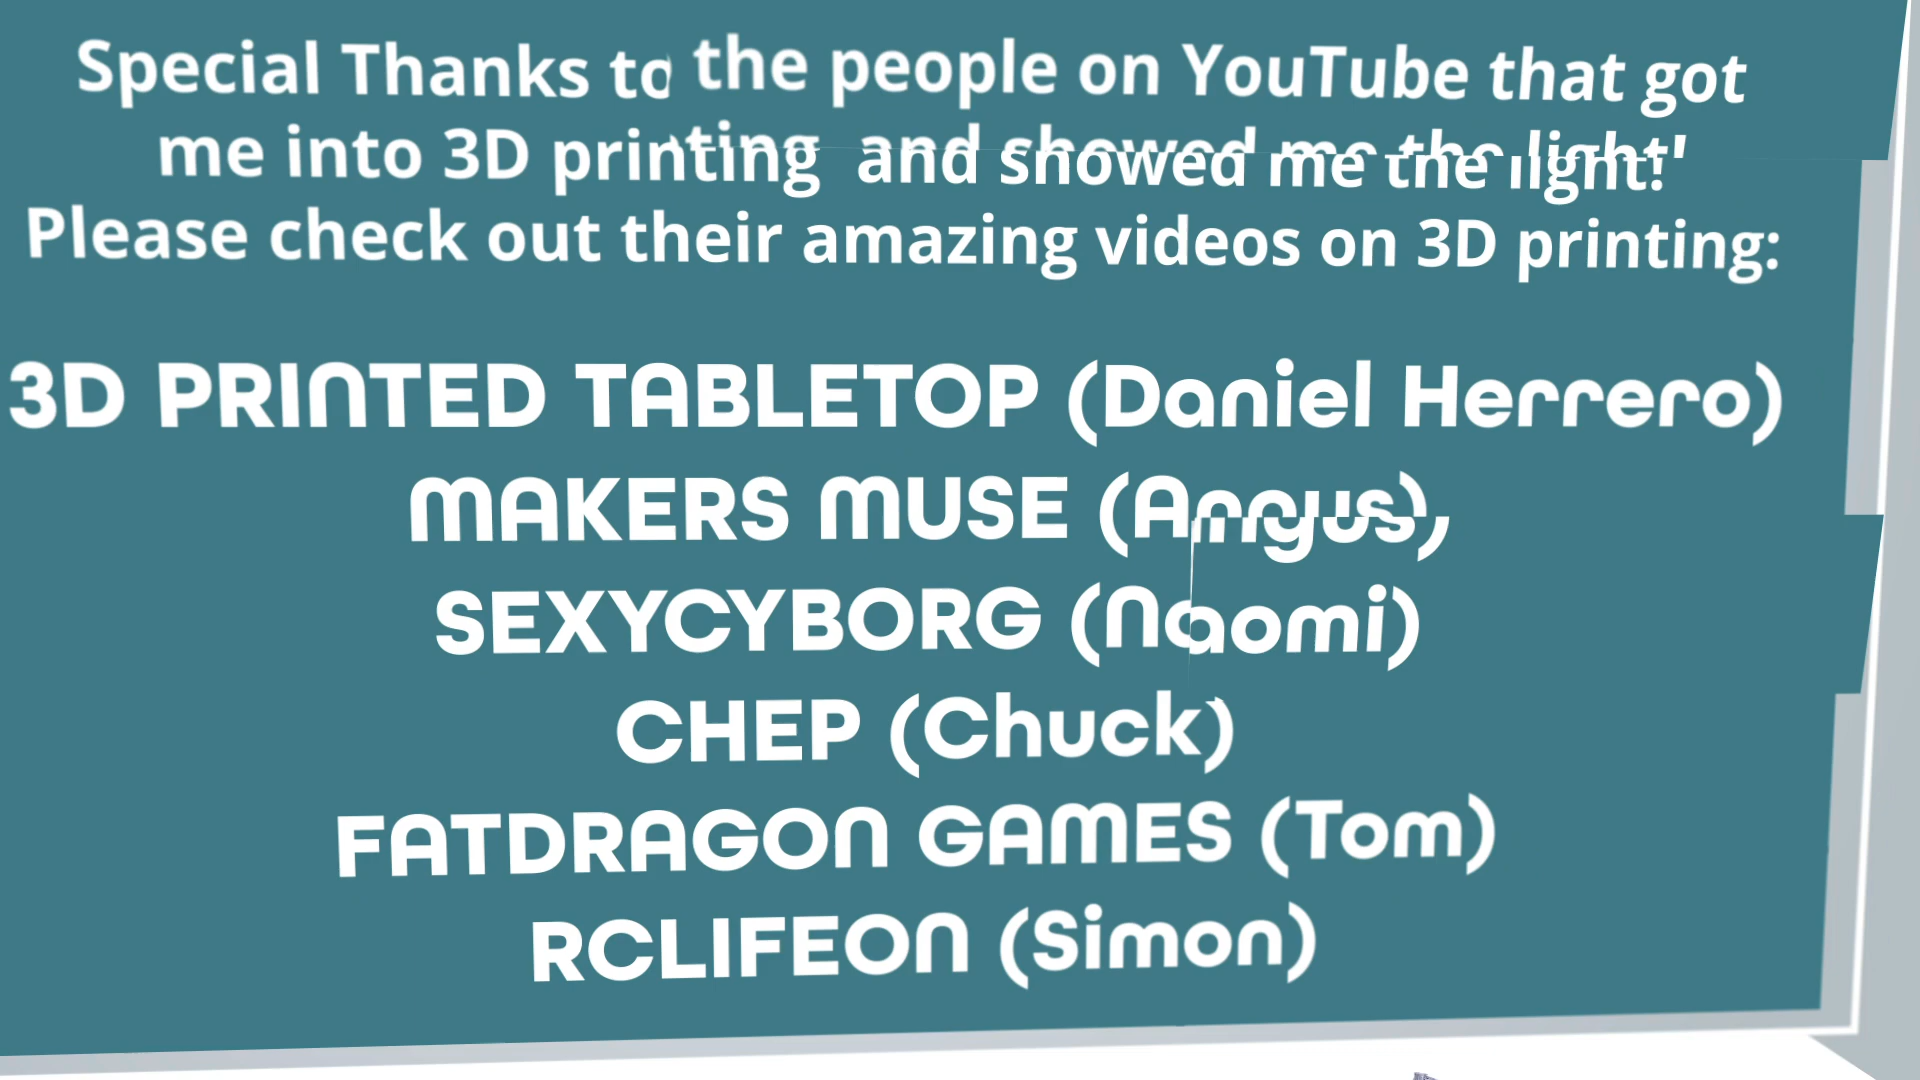 Special Thanks to the people on YouTube that got
me into 3D printing and showed me the light!
Please check out their amazing videos on 3D printing:
3D PRINTED TABLETOP (Daniel Herrero)
MAKERS MUSE (Angus),
SEXYCYBORG (Naomi)
CHEP (Chuck)
FATDRAGON GAMES (Tom)
RCLIFEON (Simon)